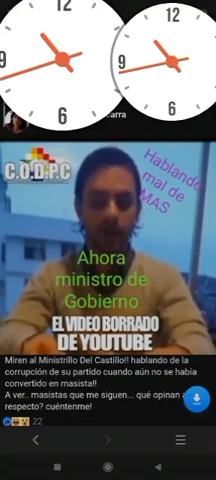 12
9
6
12
9
6
arra
C.O.D.P.C
Hablando
mal de
MAS
Ahora
ministro de
Gobierno
EL VIDEO BORRADO
DE YOUTUBE
Miren al Ministrillo Del Castillo!! hablando de la
corrupción de su partido cuando aún no se había
convertido en masista!!
A ver.. masistas que me siguen... qué opinan a
respecto? cuéntenme!
22